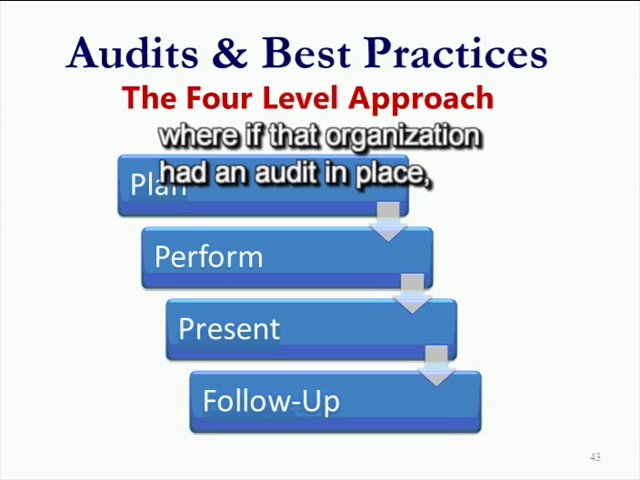 Audits & Best Practices
The Four Level Approach
where if that organization
had an audit in place,
Plan
Perform
Present
Follow-Up
43